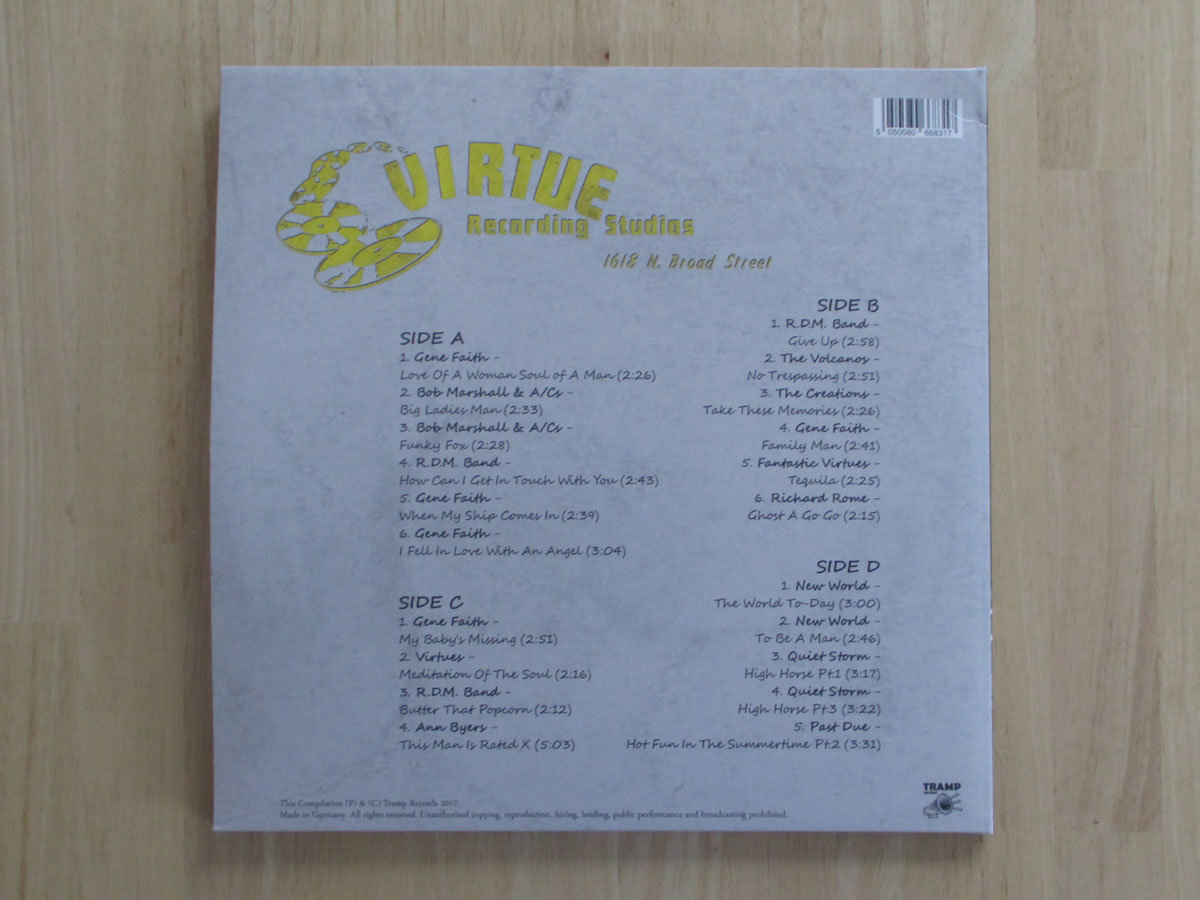 5 050580 668317
VIRTUE
Recording Studios
1618 N. Broad Street
SIDE A
1. Gene Faith -
Love Of A Woman Soul of A Man (2:26)
2. Bob Marshall & A/Cs -
Big Ladies Man (2:33)
3. Bob Marshall & A/Cs -
Funky Fox (2:28)
4. R.D.M. Band -
How Can I Get In Touch With You (2:43)
5. Gene Faith -
When My Ship Comes In (2:39)
6. Gene Faith -
I Fell In Love With An Angel (3:04)
SIDE B
1. R.D.M. Band -
Give Up (2:58)
2. The Volcanos -
No Trespassing (2:51)
3. The Creations -
Take These Memories (2:26)
4. Gene Faith -
Family Man (2:41)
5. Fantastic Virtues -
Tequila (2:25)
6. Richard Rome -
Ghost A Go Go (2:15)
SIDE C
1. Gene Faith -
My Baby's Missing (2:51)
2. Virtues -
Meditation Of The Soul (2:16)
3. R.D.M. Band -
Butter That Popcorn (2:12)
4. Ann Byers -
This Man Is Rated X (5:03)
SIDE D
1. New World -
The World To-Day (3:00)
2. New World -
To Be A Man (2:46)
3. Quiet Storm -
High Horse Pt.1 (3:17)
4. Quiet Storm -
High Horse Pt.3 (3:22)
5. Past Due -
Hot Fun In The Summertime Pt.2 (3:31)
This Compilation (P) & (C) Tramp Records 2017.
Made in Germany. All rights reserved. Unauthorised copying, reproduction, hiring, lending, public performance and broadcasting prohibited.
TRAMP